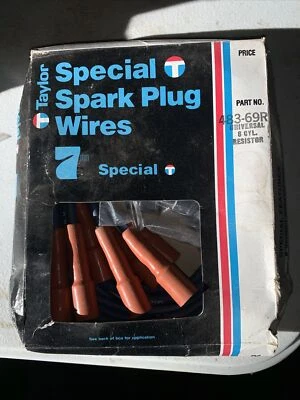 Taylor
Special T
Spark Plug
Wires
7mm Special T
PRICE
PART NO.
483-69R
UNIVERSAL
8 CYL.
RESISTOR
See back of box for application